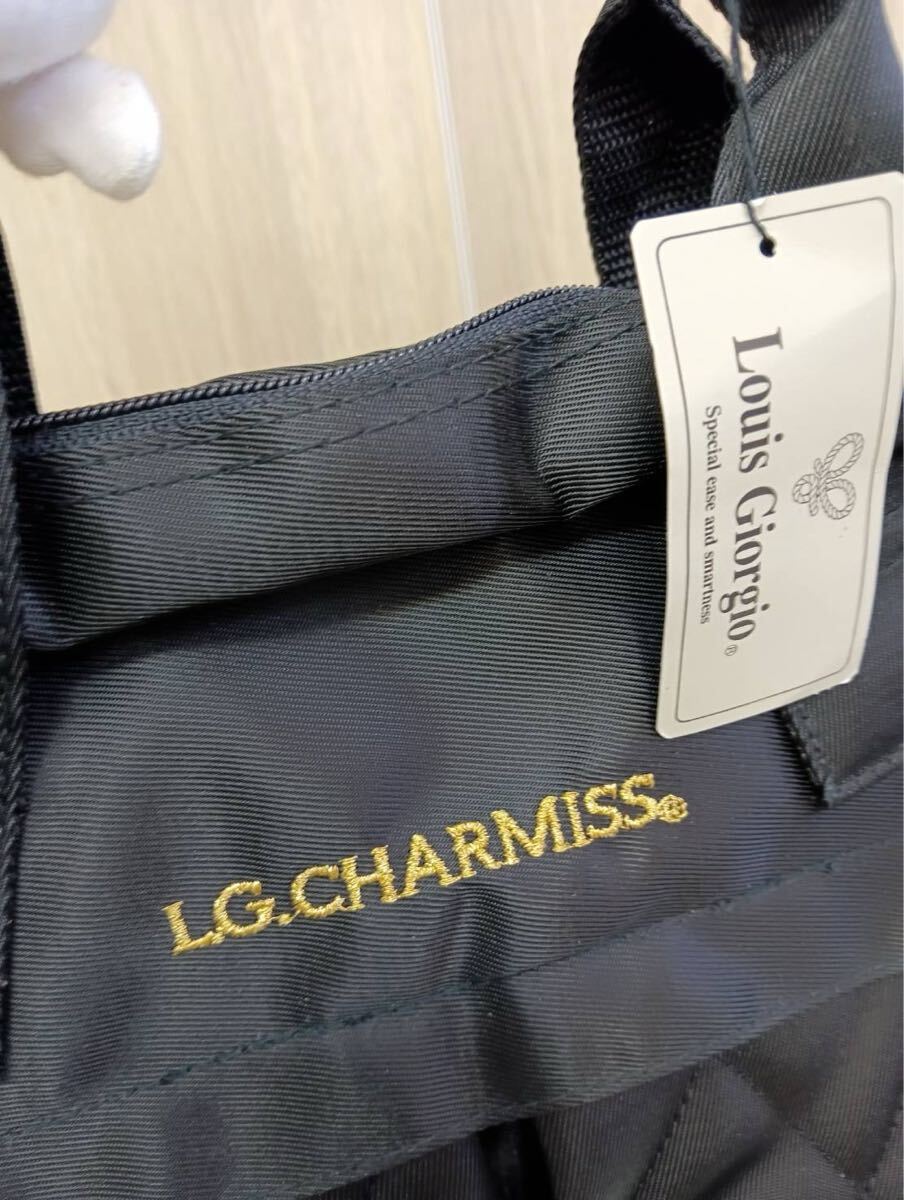 Louis Giorgio®
Special ease and smartness
L.G.CHARMISS®